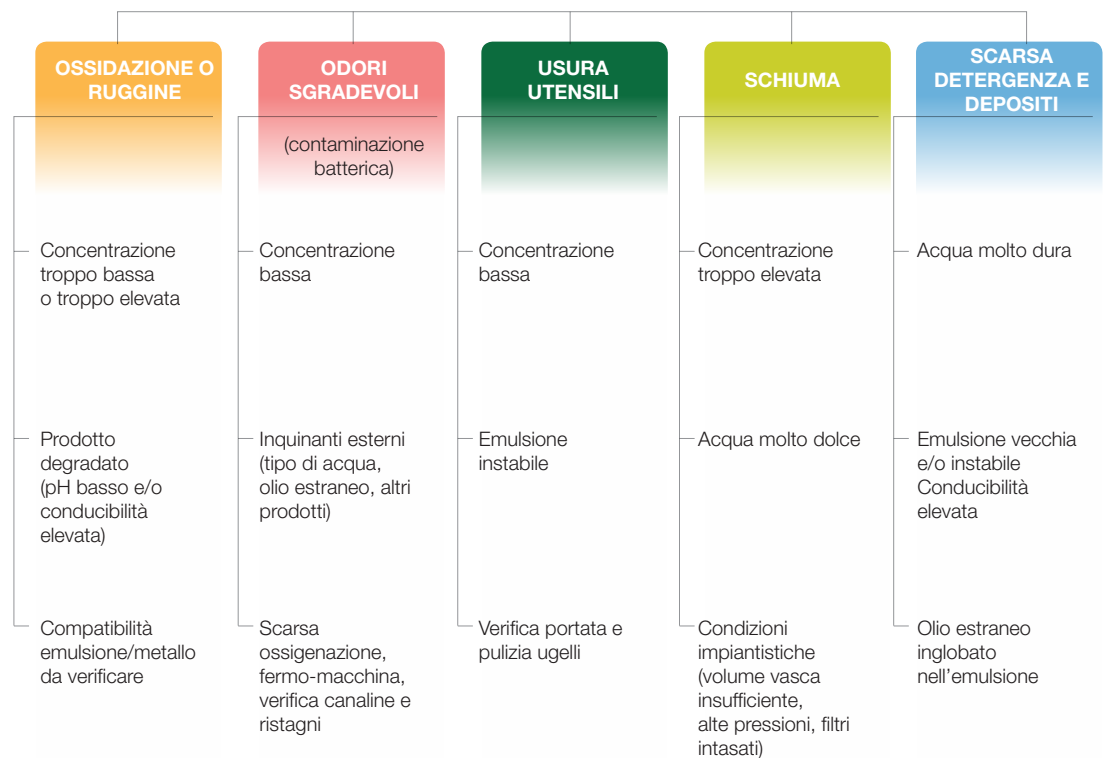 OSSIDAZIONE O
RUGGINE
Concentrazione
troppo bassa
o troppo elevata
Prodotto
degradato
(pH basso e/o
conducibilità
elevata)
Compatibilità
emulsione/metallo
da verificare
ODORI
SGRADEVOLI
(contaminazione
batterica)
Concentrazione
bassa
Inquinanti esterni
(tipo di acqua,
olio estraneo, altri
prodotti)
Scarsa
ossigenazione,
fermo-macchina,
verifica canaline e
ristagni
USURA
UTENSILI
Concentrazione
bassa
Emulsione
instabile
Verifica portata e
pulizia ugelli
SCHIUMA
Concentrazione
troppo elevata
Acqua molto dolce
Condizioni
impiantistiche
(volume vasca
insufficiente,
alte pressioni, filtri
intasati)
SCARSA
DETERGENZA E
DEPOSITI
Acqua molto dura
Emulsione vecchia
e/o instabile
Conducibilità
elevata
Olio estraneo
inglobato
nell’emulsione